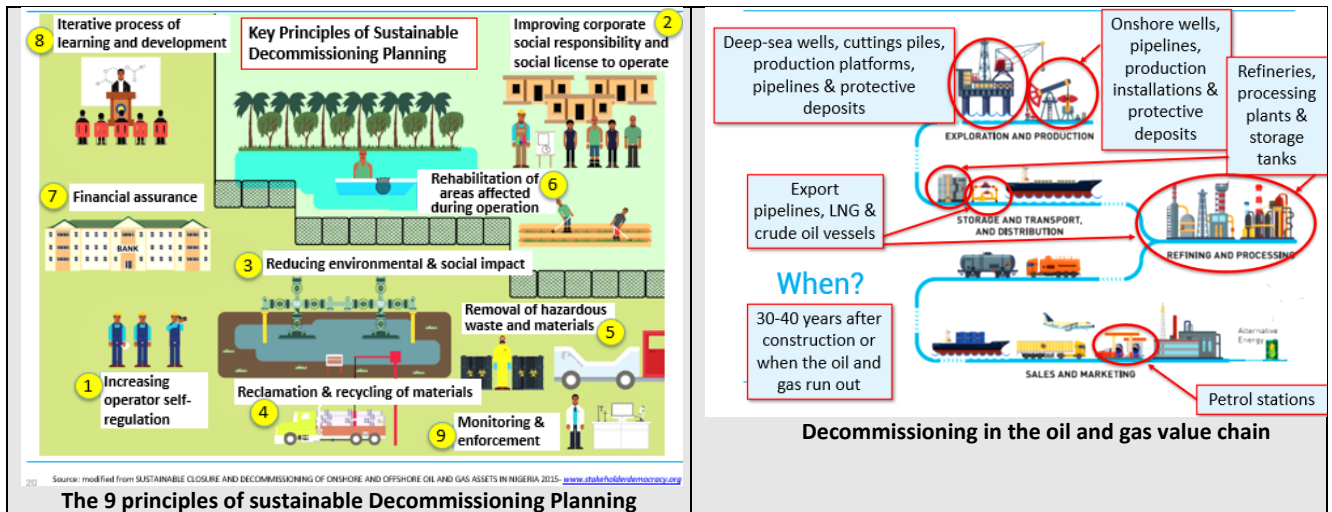 8
Iterative process of
learning and development
Key Principles of Sustainable
Decommissioning Planning
Improving corporate
social responsibility and
social license to operate
2
7
Financial assurance
BANK
Rehabilitation of
areas affected
during operation
6
3
Reducing environmental & social impact
Removal of hazardous
waste and materials
5
1
Increasing
operator self-
regulation
Reclamation & recycling of materials
4
9
Monitoring &
enforcement
20
Source: modified from SUSTAINABLE CLOSURE AND DECOMMISSIONING OF ONSHORE AND OFFSHORE OIL AND GAS ASSETS IN NIGERIA 2015- www.stakeholderdemocracy.org
The 9 principles of sustainable Decommissioning Planning
Deep-sea wells, cuttings piles,
production platforms,
pipelines & protective
deposits
Onshore wells,
pipelines,
production
installations &
protective
deposits
Refineries,
processing
plants &
storage
tanks
EXPLORATION AND PRODUCTION
Export
pipelines, LNG &
crude oil vessels
STORAGE AND TRANSPORT,
AND DISTRIBUTION
REFINING AND PROCESSING
When?
30-40 years after
construction or
when the oil and
gas run out
Alternative
Energy
SALES AND MARKETING
Petrol stations
Decommissioning in the oil and gas value chain